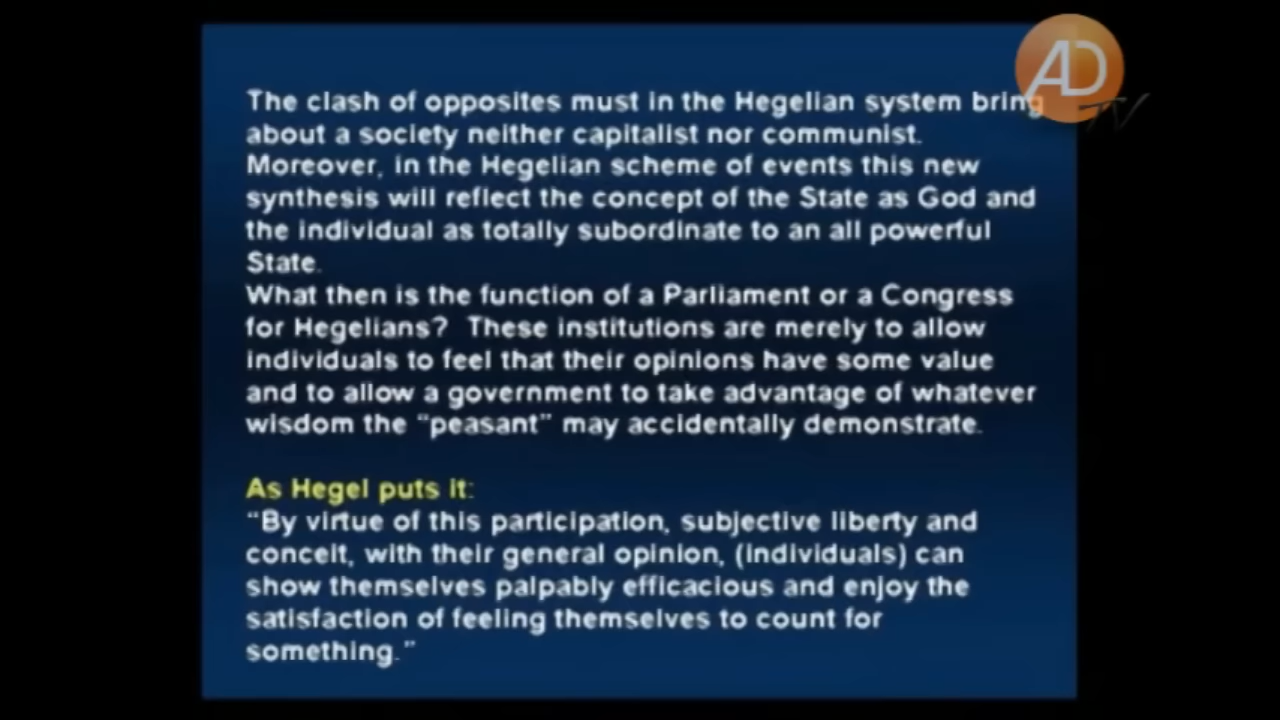 The clash of opposites must in the Hegelian system bring
about a society neither capitalist nor communist.
Moreover, in the Hegelian scheme of events this new
synthesis will reflect the concept of the State as God and
the individual as totally subordinate to an all powerful
State.
What then is the function of a Parliament or a Congress
for Hegelians? These institutions are merely to allow
individuals to feel that their opinions have some value
and to allow a government to take advantage of whatever
wisdom the "peasant" may accidentally demonstrate.
As Hegel puts it:
"By virtue of this participation, subjective liberty and
conceit, with their general opinion, (individuals) can
show themselves palpably efficacious and enjoy the
satisfaction of feeling themselves to count for
something."
AD
TV